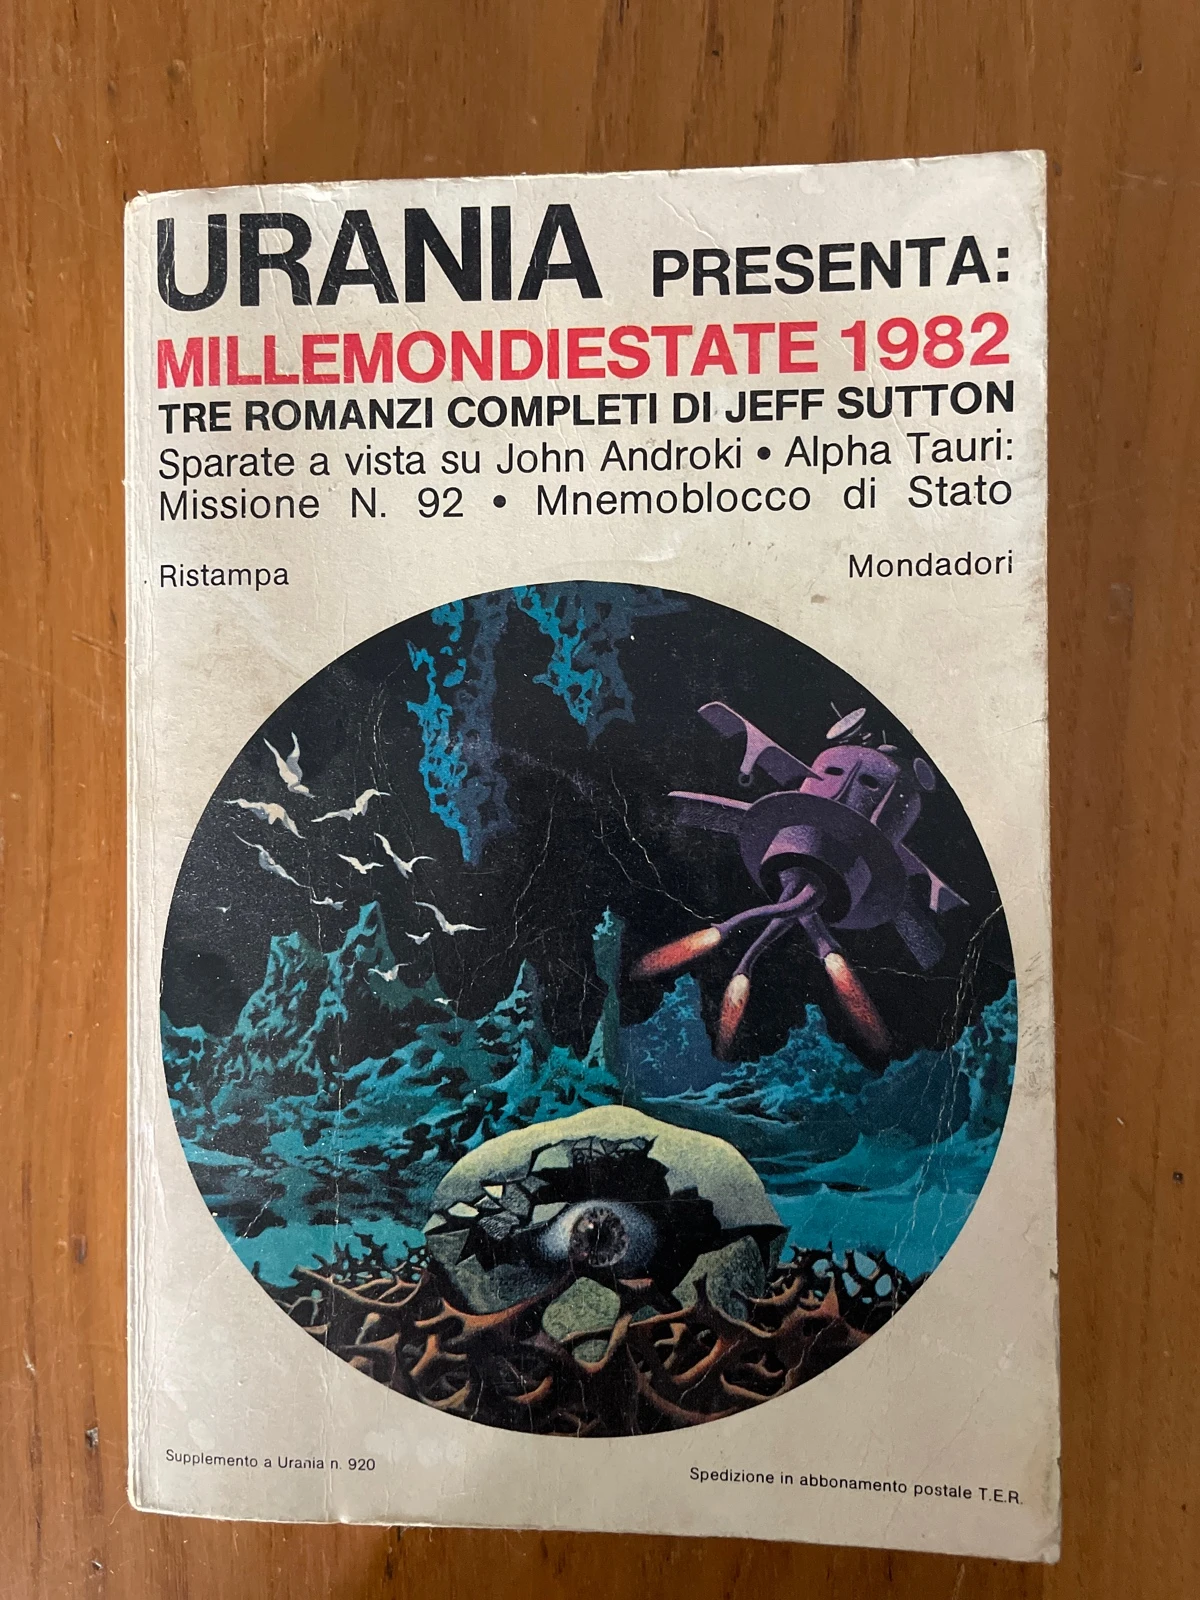 URANIA PRESENTA:
MILLEMONDIESTATE 1982
TRE ROMANZI COMPLETI DI JEFF SUTTON
Sparate a vista su John Androki • Alpha Tauri:
Missione N. 92 • Mnemoblocco di Stato
Ristampa Mondadori
Supplemento a Urania n. 920
Spedizione in abbonamento postale T.E.R.